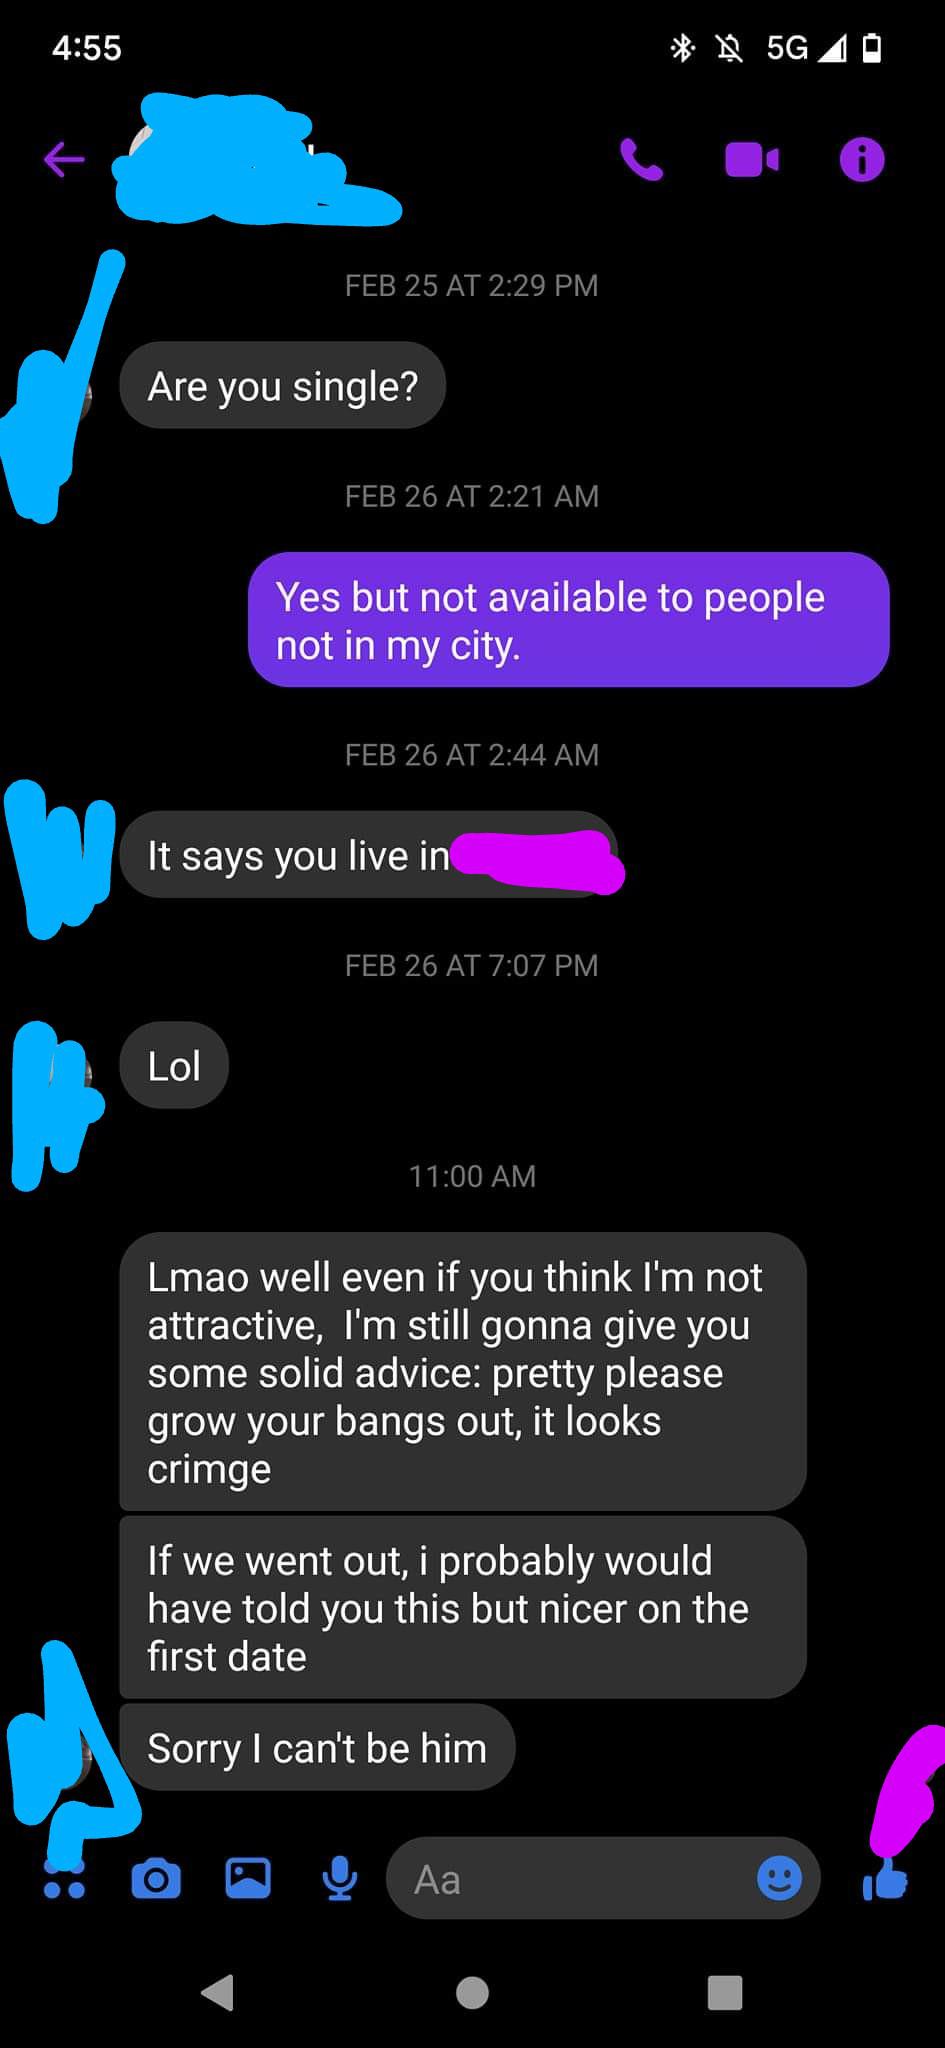 4:55
5G
FEB 25 AT 2:29 PM
Are you single?
FEB 26 AT 2:21 AM
Yes but not available to people
not in my city.
FEB 26 AT 2:44 AM
It says you live in
FEB 26 AT 7:07 PM
Lol
11:00 AM
Lmao well even if you think I'm not
attractive,  I'm still gonna give you
some solid advice: pretty please
grow your bangs out, it looks
crimge
If we went out, i probably would
have told you this but nicer on the
first date
Sorry I can't be him
Aa